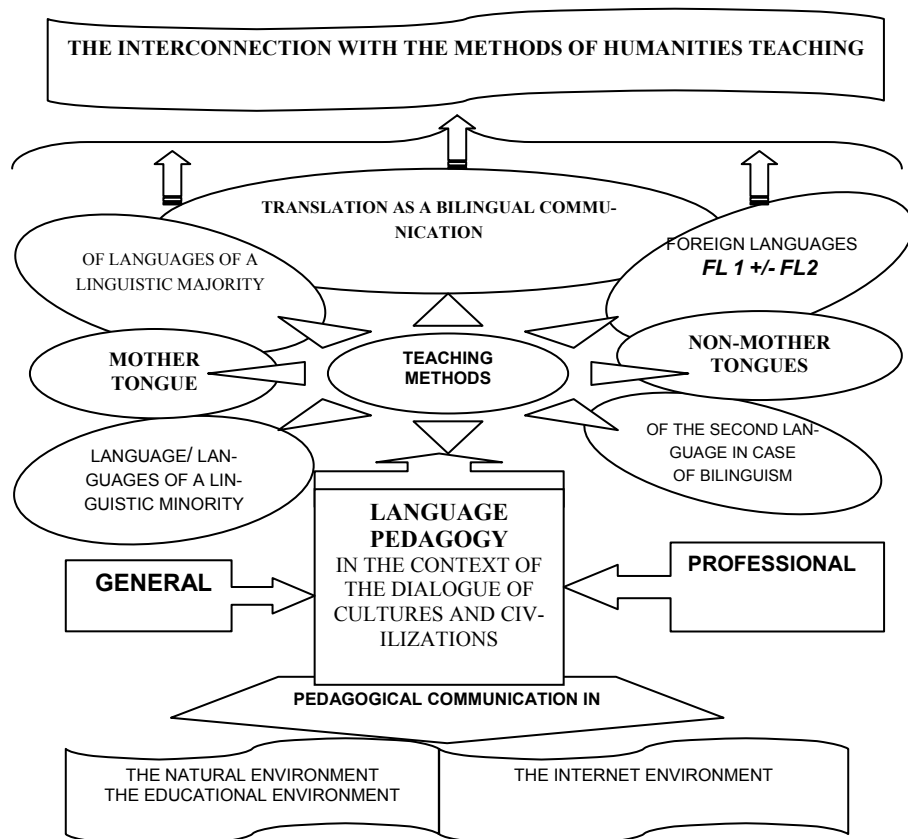 THE INTERCONNECTION WITH THE METHODS OF HUMANITIES TEACHING
TRANSLATION AS A BILINGUAL COMMU-
NICATION
OF LANGUAGES OF A
LINGUISTIC MAJORITY
FOREIGN LANGUAGES
FL 1 +/- FL2
MOTHER
TONGUE
TEACHING
METHODS
NON-MOTHER
TONGUES
LANGUAGE/ LAN-
GUAGES OF A LIN-
GUISTIC MINORITY
OF THE SECOND LAN-
GUAGE IN CASE
OF BILINGUISM
LANGUAGE
PEDAGOGY
IN THE CONTEXT OF
THE DIALOGUE OF
CULTURES AND CIV-
ILIZATIONS
GENERAL
PROFESSIONAL
PEDAGOGICAL COMMUNICATION IN
THE NATURAL ENVIRONMENT
THE EDUCATIONAL ENVIRONMENT
THE INTERNET ENVIRONMENT